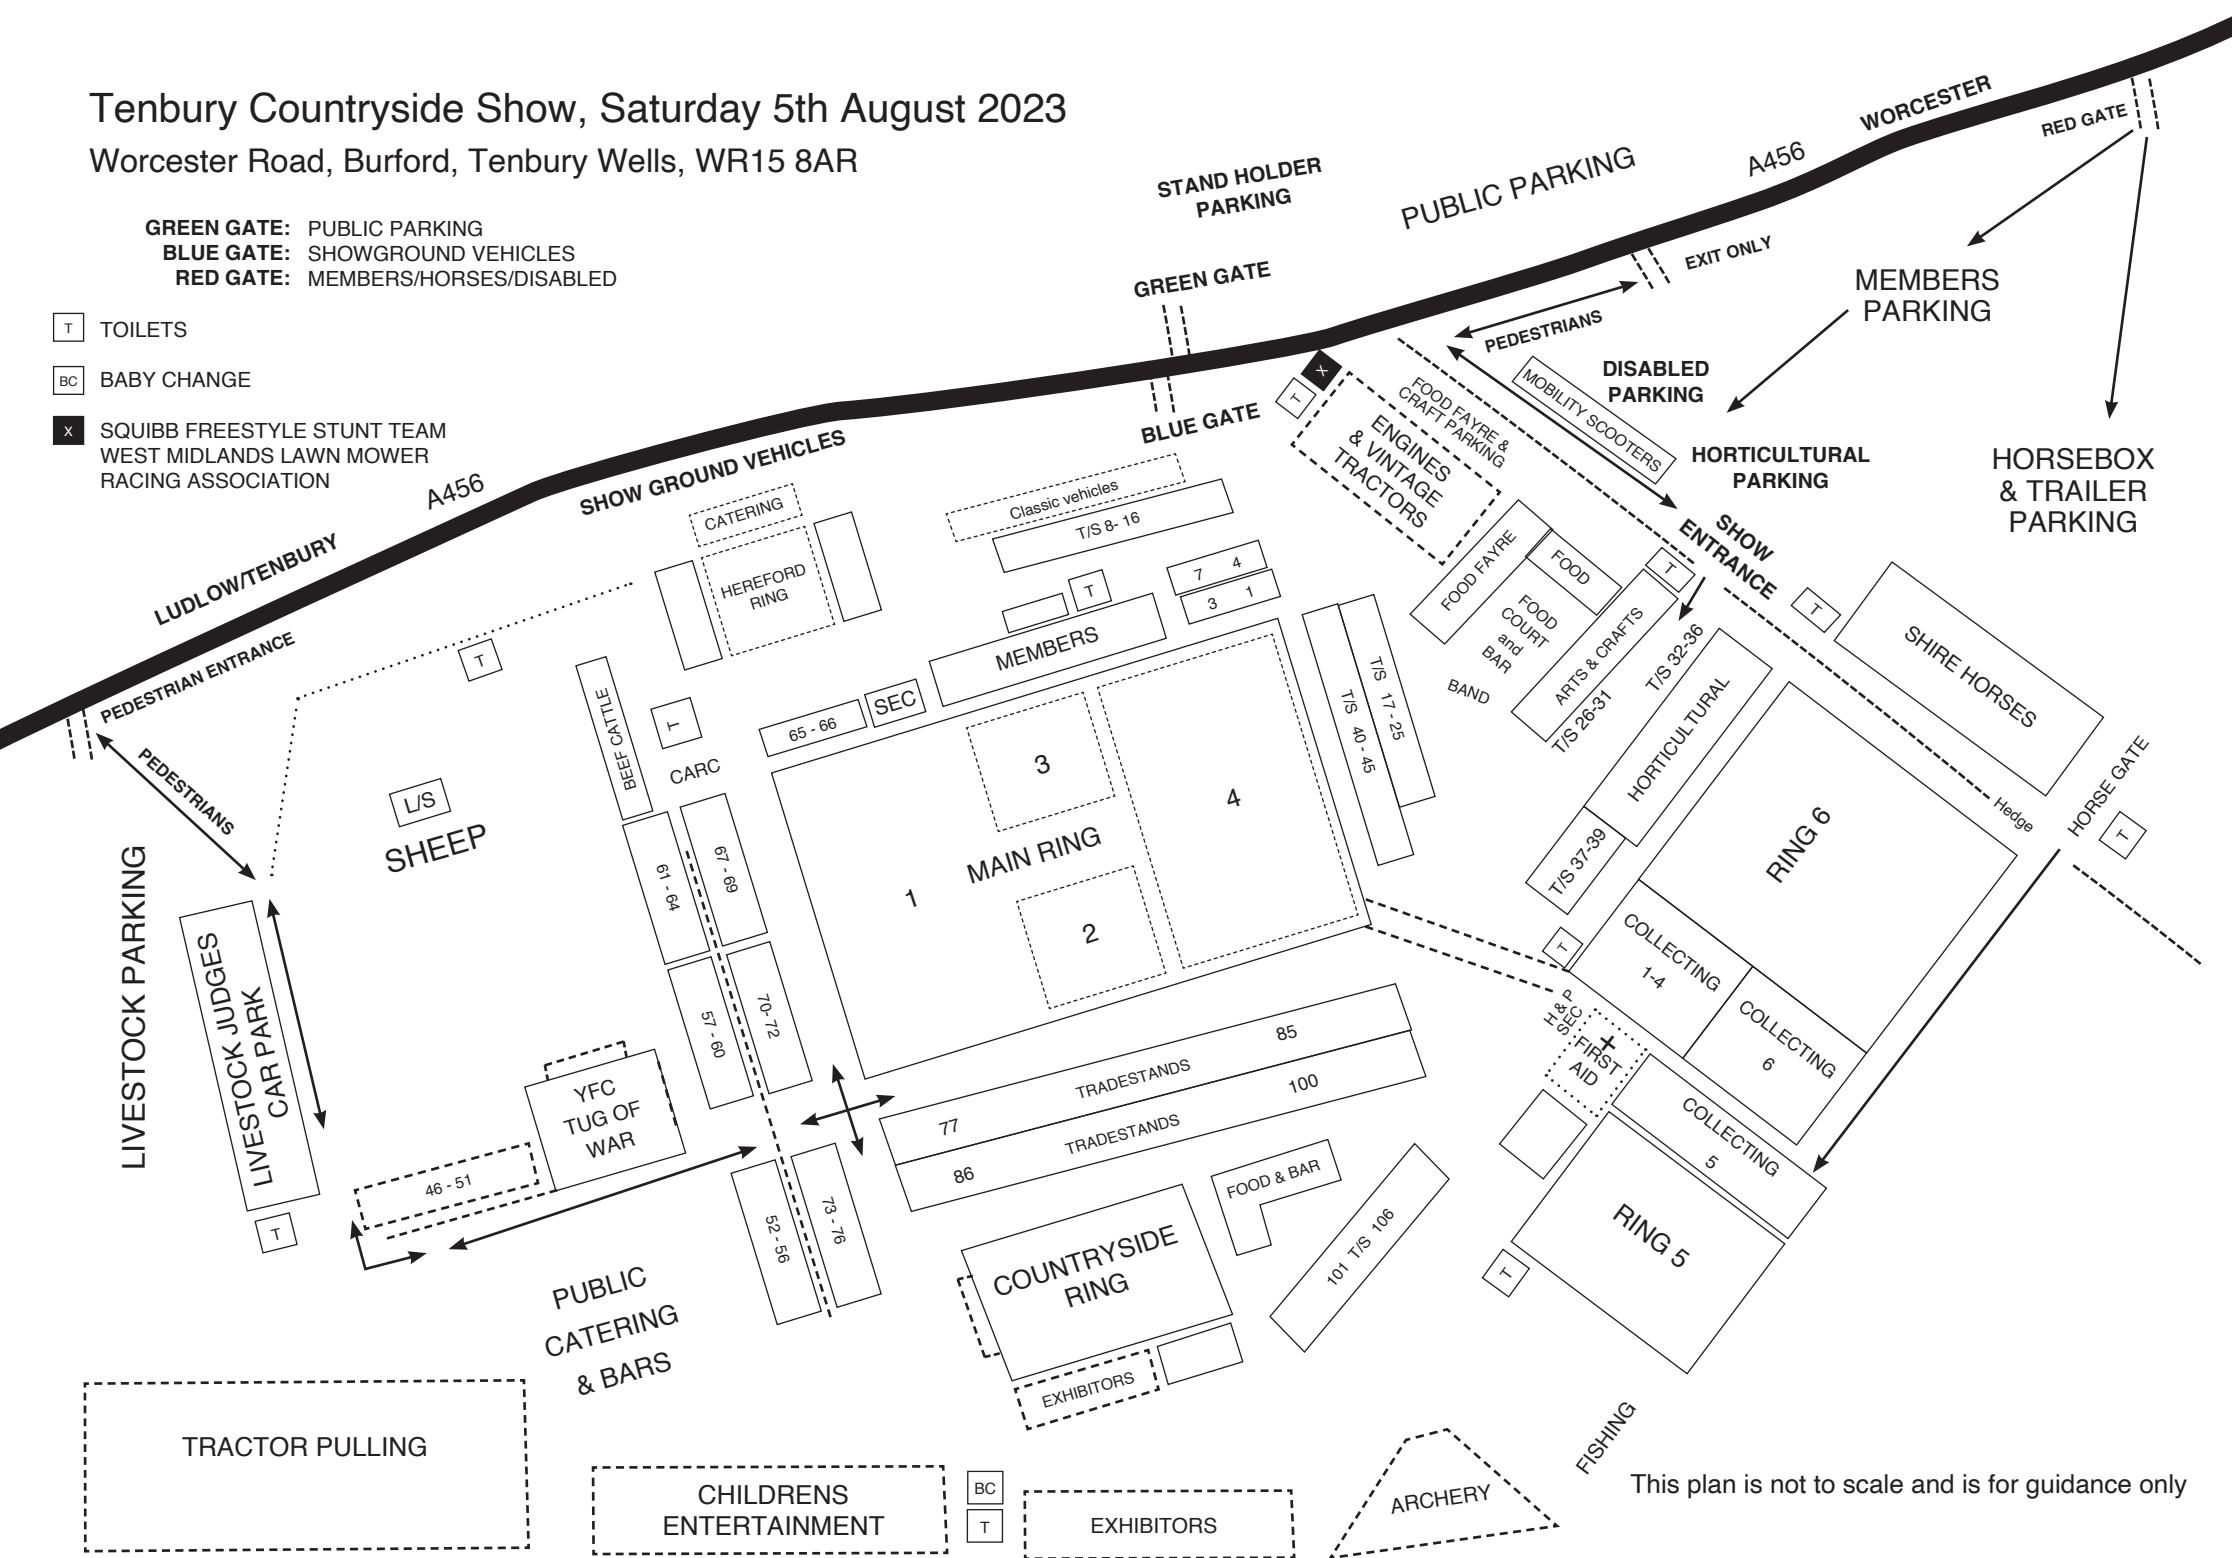 Tenbury Countryside Show, Saturday 5th August 2023
Worcester Road, Burford, Tenbury Wells, WR15 8AR
GREEN GATE: PUBLIC PARKING
BLUE GATE: SHOWGROUND VEHICLES
RED GATE: MEMBERS/HORSES/DISABLED
T TOILETS
BC BABY CHANGE
X SQUIBB FREESTYLE STUNT TEAM
WEST MIDLANDS LAWN MOWER
RACING ASSOCIATION
A456
LUDLOW/TENBURY
PEDESTRIAN ENTRANCE
PEDESTRIANS
SHOW GROUND VEHICLES
STAND HOLDER
PARKING
GREEN GATE
BLUE GATE
PUBLIC PARKING
A456
WORCESTER
RED GATE
EXIT ONLY
PEDESTRIANS
MEMBERS
PARKING
DISABLED
PARKING
MOBILITY SCOOTERS
HORTICULTURAL
PARKING
HORSEBOX
& TRAILER
PARKING
SHOW
ENTRANCE
X
T
ENGINES
& VINTAGE
TRACTORS
FOOD FAYRE &
CRAFT PARKING
CATERING
HEREFORD
RING
Classic vehicles
T/S 8- 16
T
7 4
3 1
MEMBERS
SEC
65 - 66
T
T
BEEF CATTLE
CARC
L/S
SHEEP
61 - 64
67 - 69
57 - 60
70- 72
MAIN RING
1
2
3
4
T/S 17 - 25
T/S 40 - 45
FOOD FAYRE
FOOD
FOOD
COURT
and
BAR
BAND
T
ARTS & CRAFTS
T/S 26-31
T/S 32-36
HORTICULTURAL
T/S 37-39
T
SHIRE HORSES
RING 6
Hedge
HORSE GATE
T
T
COLLECTING
1-4
COLLECTING
6
H & P
SEC
FIRST
AID
COLLECTING
5
RING 5
T
LIVESTOCK PARKING
LIVESTOCK JUDGES
CAR PARK
T
46 - 51
YFC
TUG OF
WAR
52 - 56
73 - 76
77 TRADESTANDS 85
86 TRADESTANDS 100
FOOD & BAR
101 T/S 106
COUNTRYSIDE
RING
EXHIBITORS
PUBLIC
CATERING
& BARS
TRACTOR PULLING
CHILDRENS
ENTERTAINMENT
BC
T
EXHIBITORS
ARCHERY
FISHING
This plan is not to scale and is for guidance only